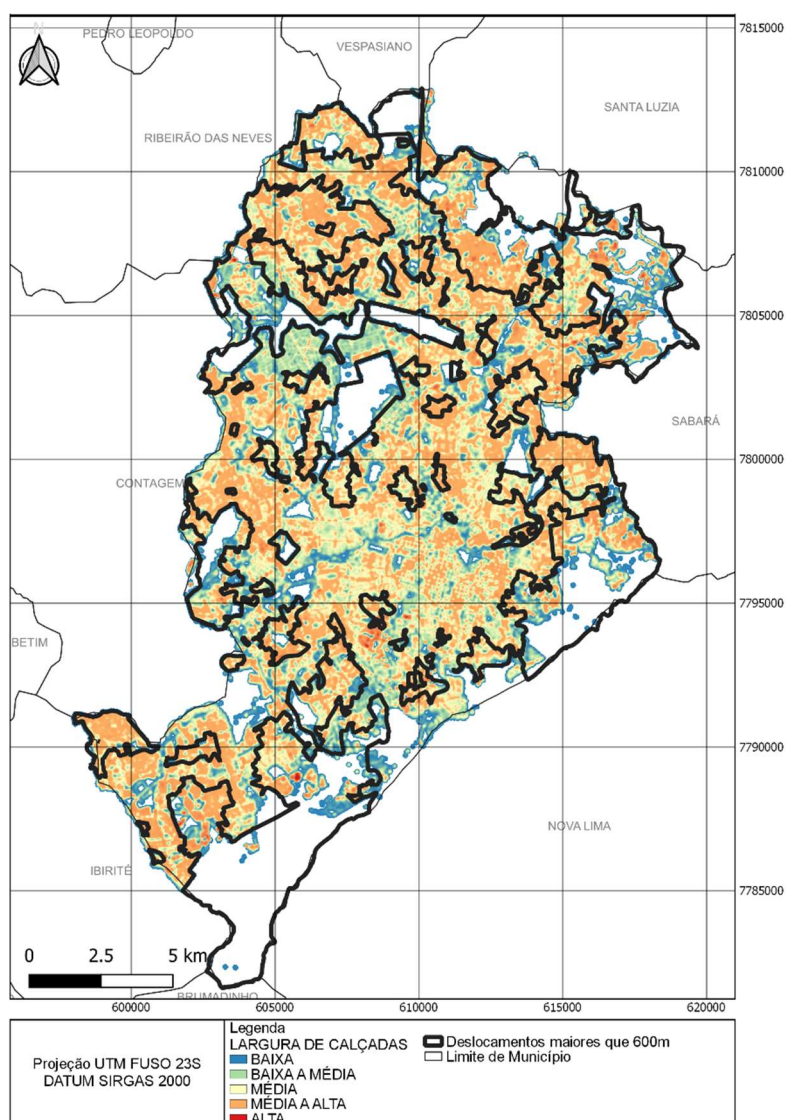 N
PEDRO LEOPOLDO
VESPASIANO
SANTA LUZIA
RIBEIRÃO DAS NEVES
SABARÁ
CONTAGEM
BETIM
NOVA LIMA
IBIRITÉ
BRUMADINHO
7815000
7810000
7805000
7800000
7795000
7790000
7785000
0 2.5 5 km
600000 605000 610000 615000 620000
Projeção UTM FUSO 23S
DATUM SIRGAS 2000
Legenda
LARGURA DE CALÇADAS
BAIXA
BAIXA A MÉDIA
MÉDIA
MÉDIA A ALTA
ALTA
Deslocamentos maiores que 600m
Limite de Município